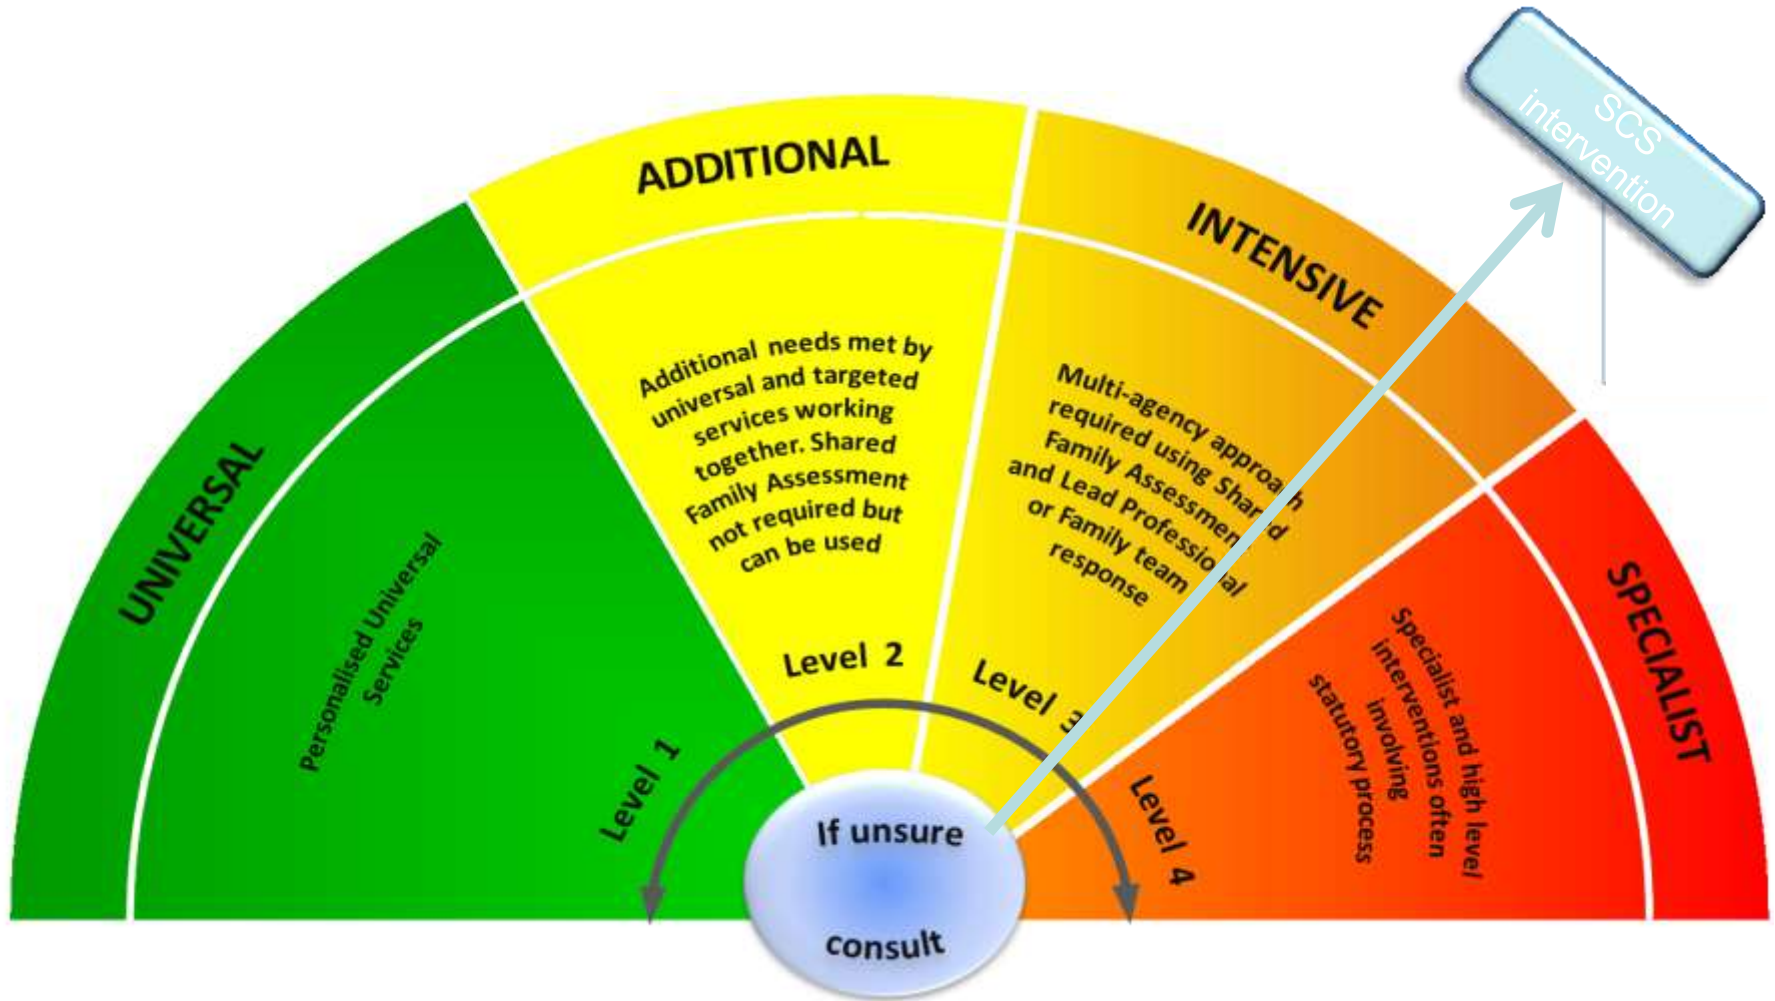 SCS
intervention
UNIVERSAL
Personalised Universal
Services
Level 1
ADDITIONAL
Additional needs met by
universal and targeted
services working
together. Shared
Family Assessment
not required but
can be used
Level 2
INTENSIVE
Multi-agency approach
required using Shared
Family Assessment
and Lead Professional
or Family team
response
Level 3
SPECIALIST
Specialist and high level
interventions often
involving
statutory process
Level 4
If unsure
consult